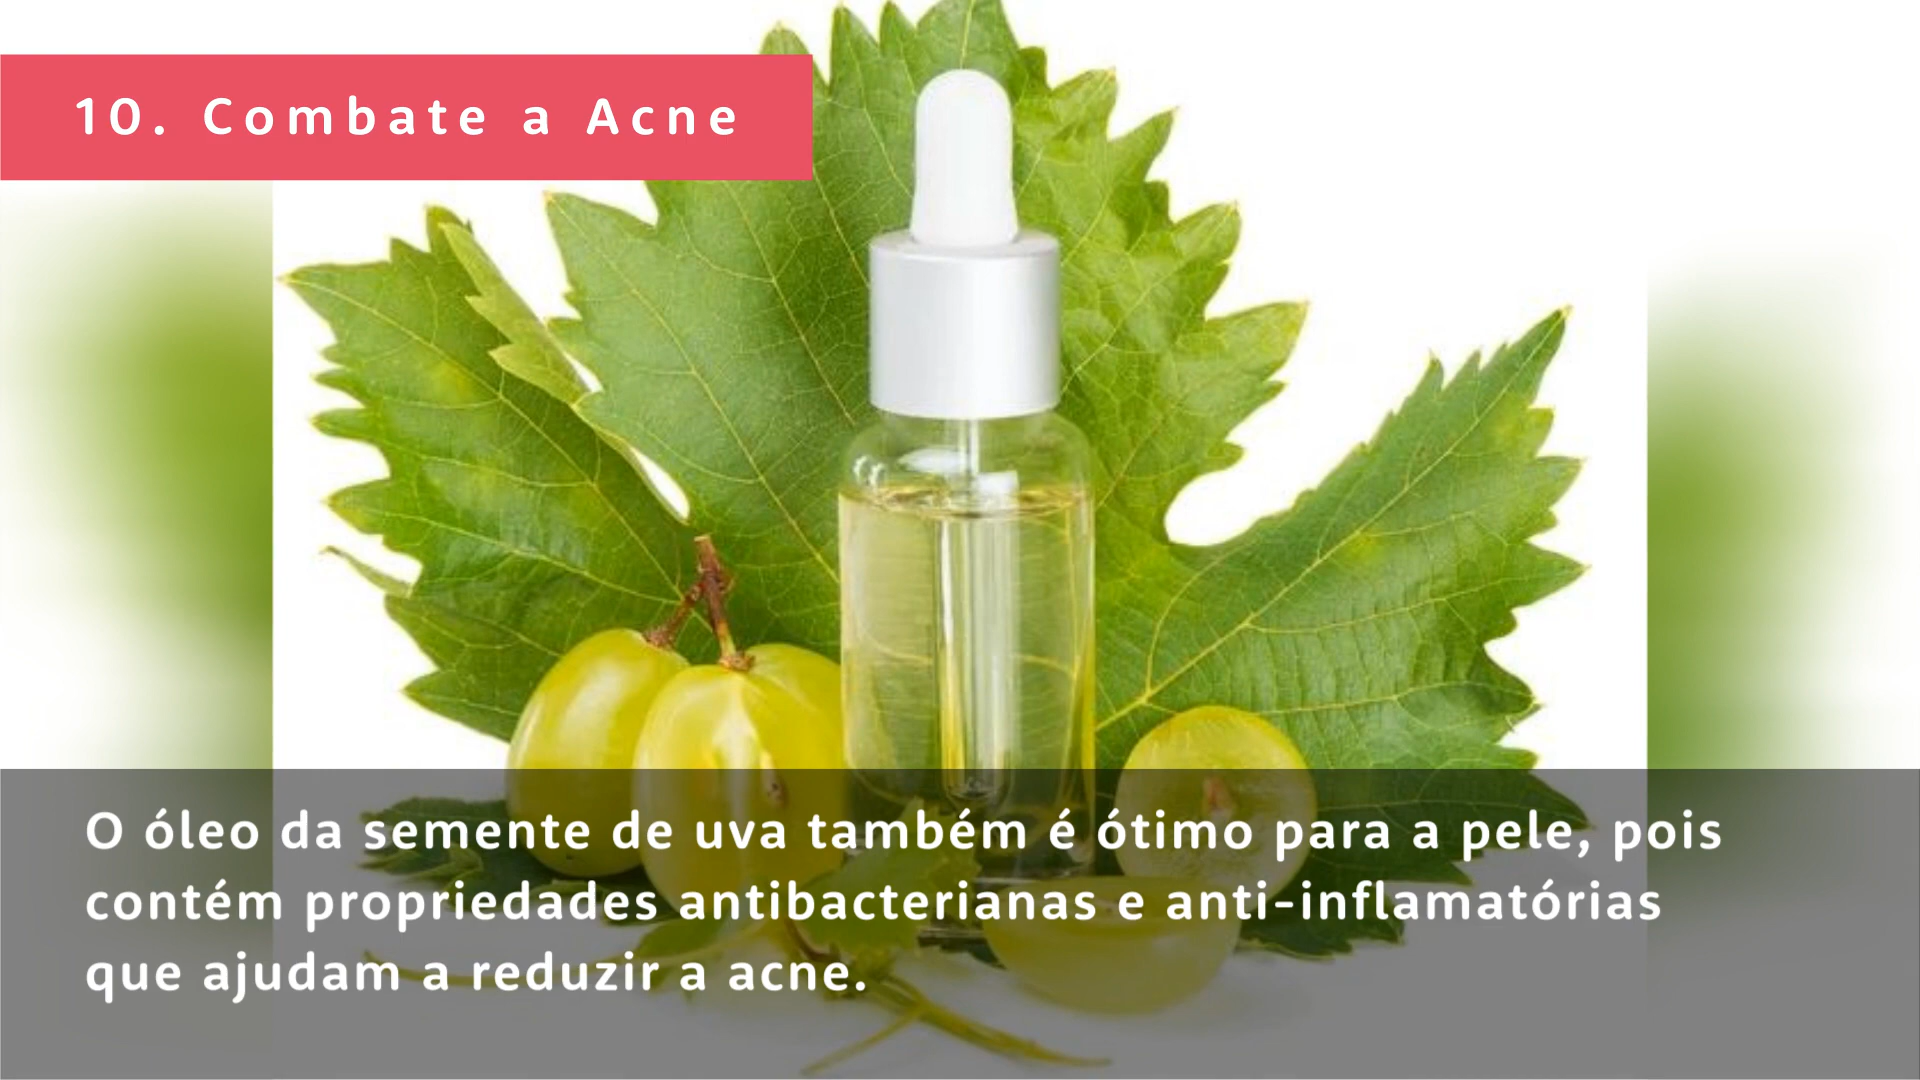 10. Combate a Acne
O óleo da semente de uva também é ótimo para a pele, pois
contém propriedades antibacterianas e anti-inflamatórias
que ajudam a reduzir a acne.